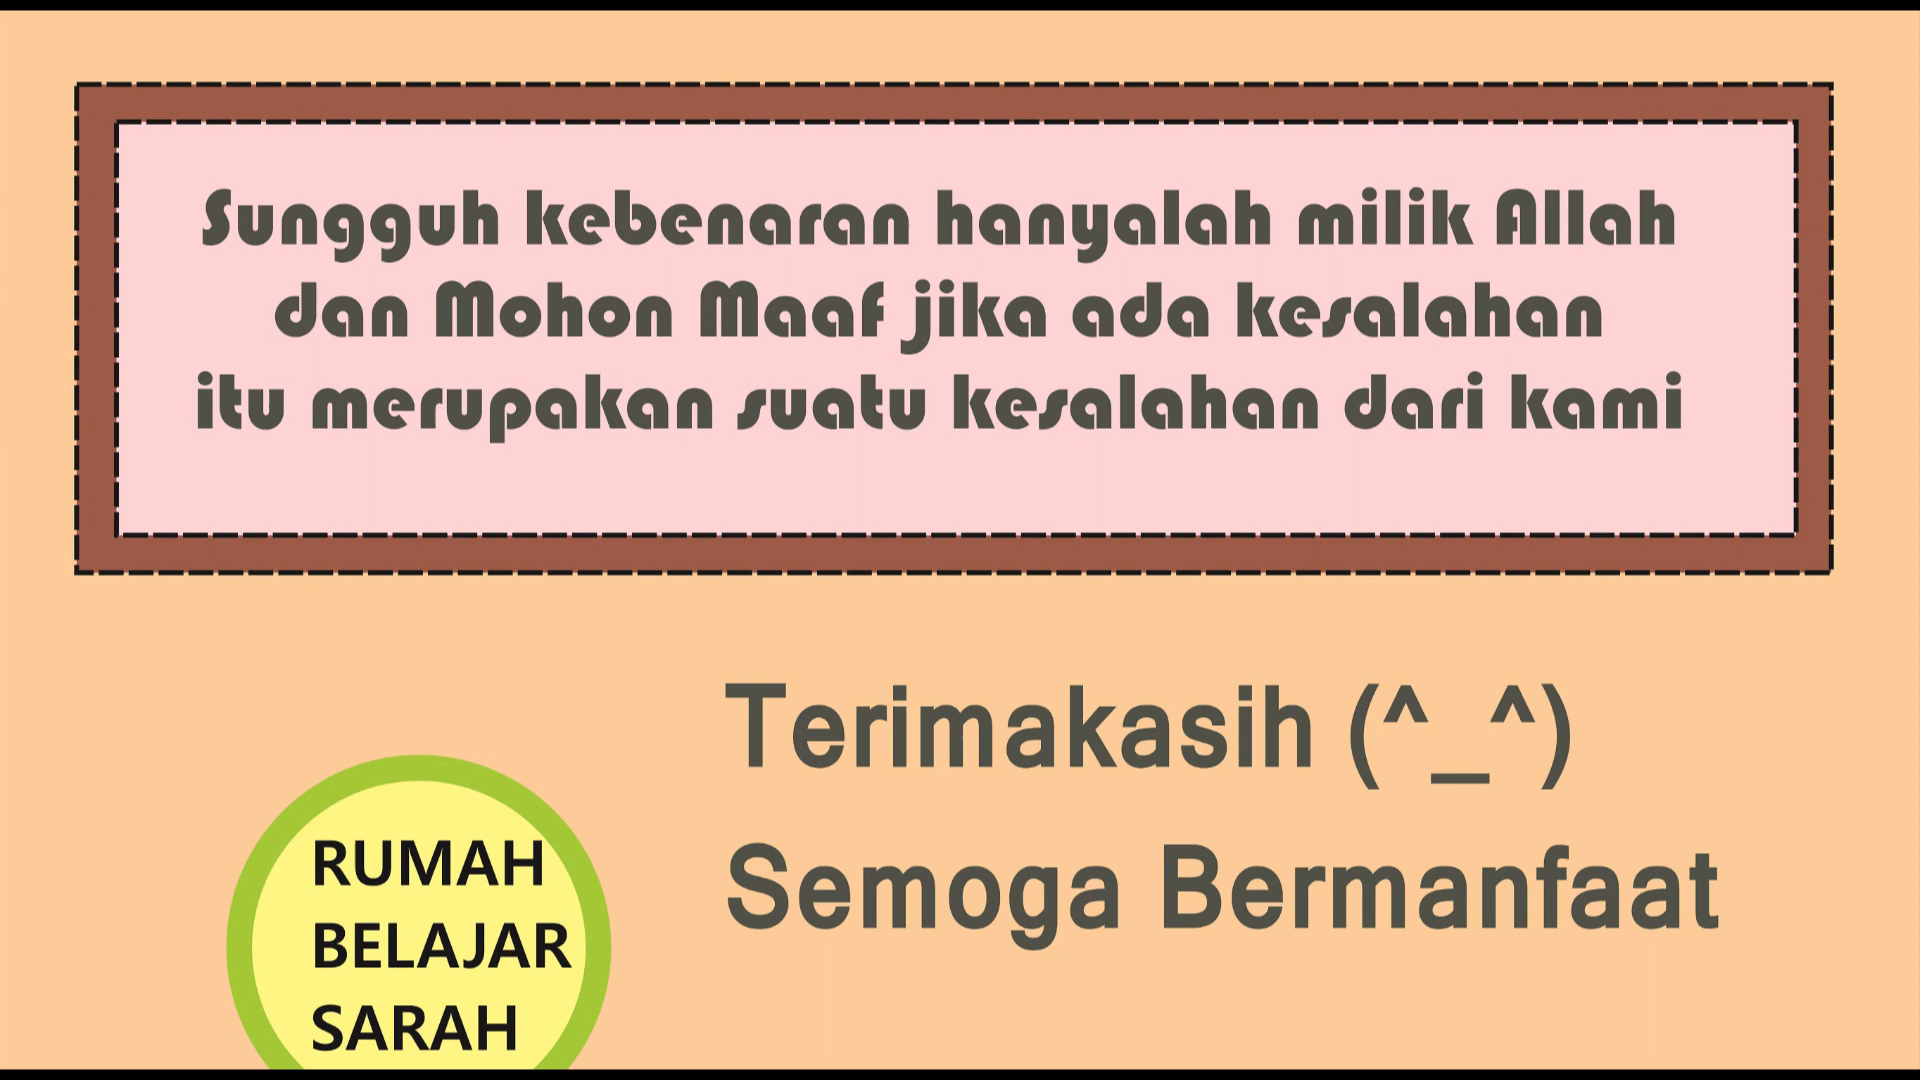 Sungguh kebenaran hanyalah milik Allah
dan Mohon Maaf jika ada kesalahan
itu merupakan suatu kesalahan dari kami
Terimakasih (^_^)
Semoga Bermanfaat
RUMAH
BELAJAR
SARAH